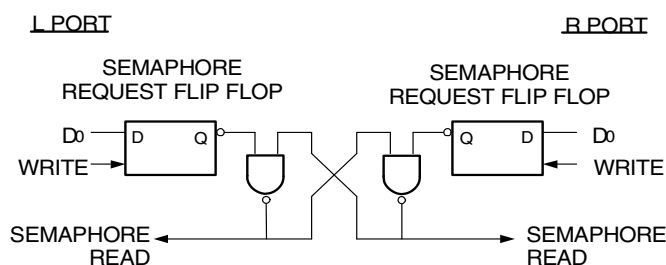 L PORT
R PORT
SEMAPHORE
REQUEST FLIP FLOP
SEMAPHORE
REQUEST FLIP FLOP
D0
D
Q
Q
D
D0
WRITE
WRITE
SEMAPHORE
READ
SEMAPHORE
READ